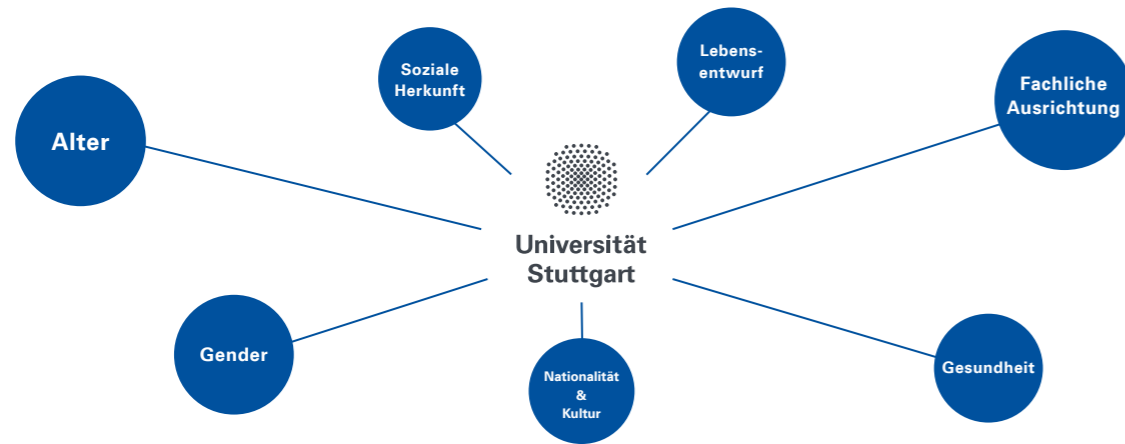 Alter
Soziale
Herkunft
Lebens-
entwurf
Fachliche
Ausrichtung
Universität
Stuttgart
Gender
Nationalität
&
Kultur
Gesundheit